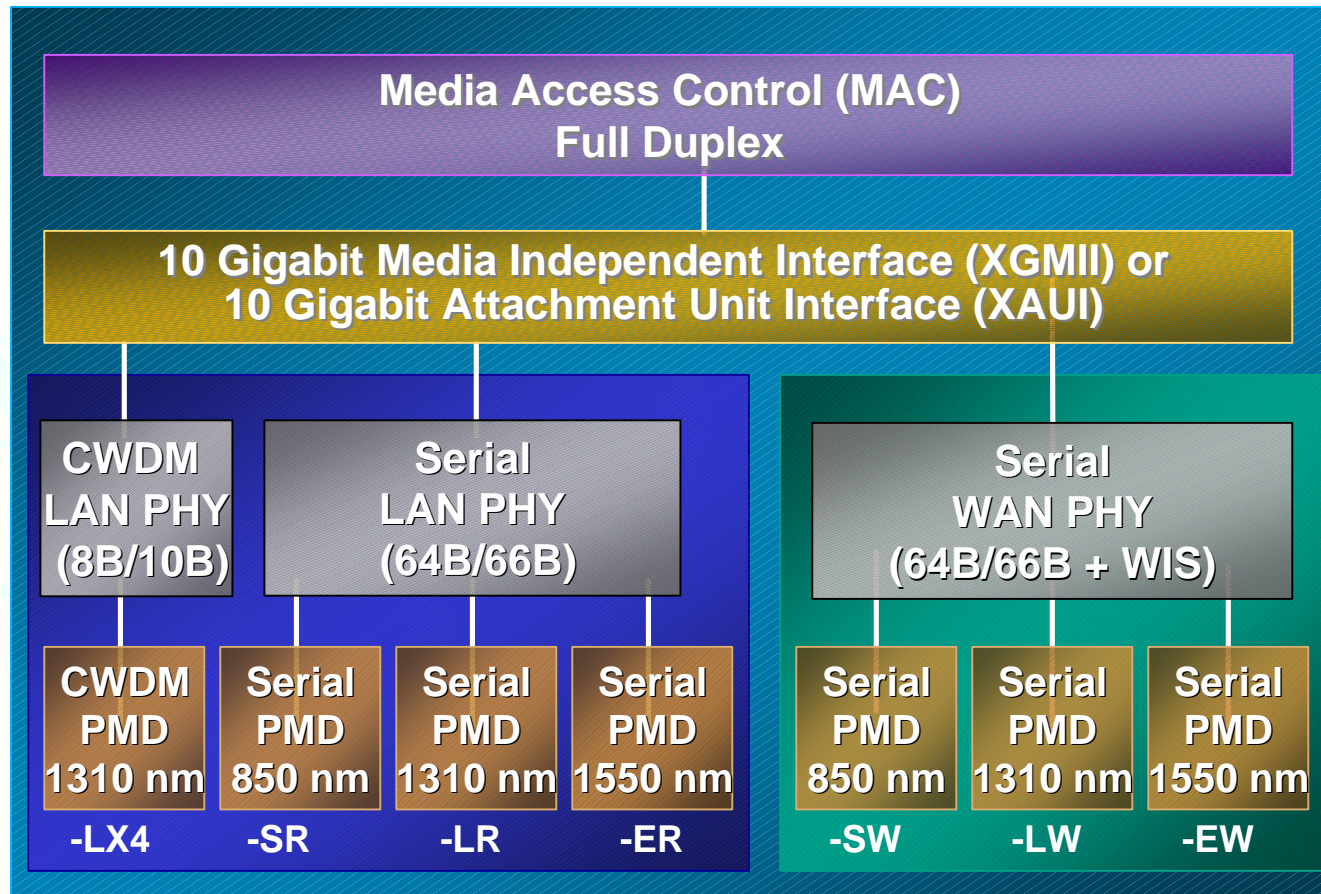 Media Access Control (MAC)
Full Duplex
10 Gigabit Media Independent Interface (XGMII) or
10 Gigabit Attachment Unit Interface (XAUI)
CWDM
LAN PHY
(8B/10B)
Serial
LAN PHY
(64B/66B)
Serial
WAN PHY
(64B/66B + WIS)
CWDM
PMD
1310 nm
Serial
PMD
850 nm
Serial
PMD
1310 nm
Serial
PMD
1550 nm
Serial
PMD
850 nm
Serial
PMD
1310 nm
Serial
PMD
1550 nm
-LX4
-SR
-LR
-ER
-SW
-LW
-EW